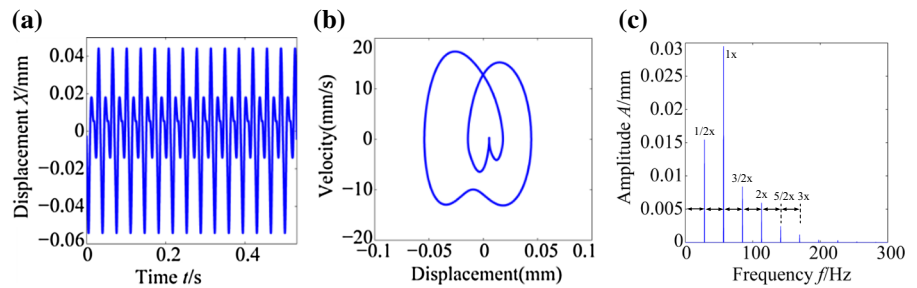 (a)
Displacement X/mm
0.04
0.02
0
−0.02
−0.04
−0.06
0
0.2
0.4
Time t/s
(b)
Velocity(mm/s)
20
10
0
−10
−20
−0.1
−0.05
0
0.05
0.1
Displacement(mm)
(c)
Amplitude A/mm
0.03
0.025
0.02
0.015
0.01
0.005
0
1/2x
1x
3/2x
2x
5/2x
3x
0
100
200
300
Frequency f/Hz